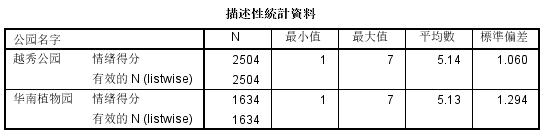 描述性統計資料
公园名字 N 最小值 最大值 平均數 標準偏差
越秀公园 情绪得分 2504 1 7 5.14 1.060
有效的 N (listwise) 2504
华南植物园 情绪得分 1634 1 7 5.13 1.294
有效的 N (listwise) 1634